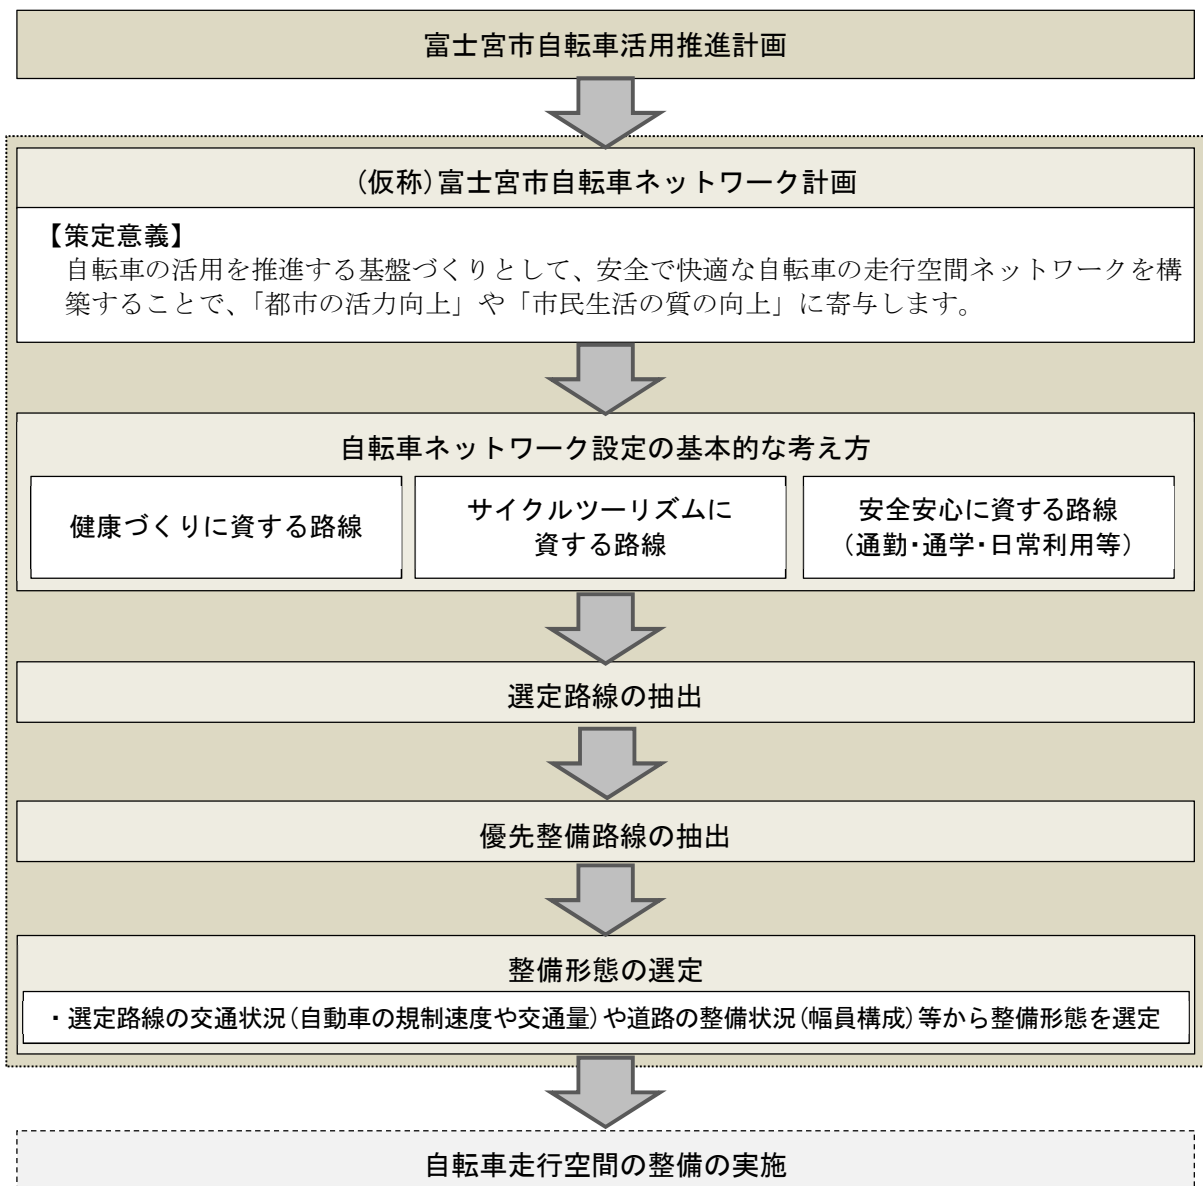 富士宮市自転車活用推進計画
(仮称)富士宮市自転車ネットワーク計画
【策定意義】
自転車の活用を推進する基盤づくりとして、安全で快適な自転車の走行空間ネットワークを構
築することで、「都市の活力向上」や「市民生活の質の向上」に寄与します。
自転車ネットワーク設定の基本的な考え方
健康づくりに資する路線
サイクルツーリズムに
資する路線
安全安心に資する路線
(通勤・通学・日常利用等)
選定路線の抽出
優先整備路線の抽出
整備形態の選定
・選定路線の交通状況(自動車の規制速度や交通量)や道路の整備状況(幅員構成)等から整備形態を選定
自転車走行空間の整備の実施